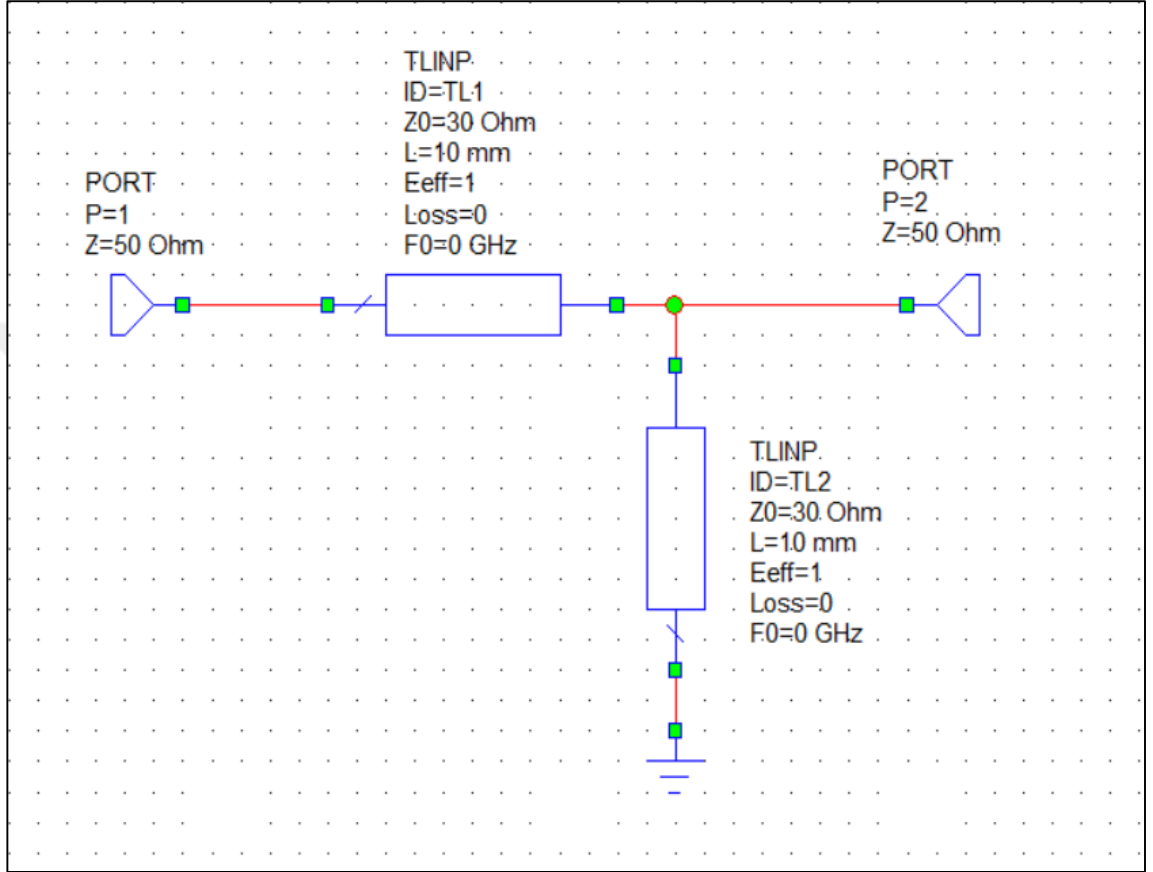 TLINP
ID=TL1
Z0=30 Ohm
L=10 mm
Eeff=1
Loss=0
F0=0 GHz
PORT
P=1
Z=50 Ohm
PORT
P=2
Z=50 Ohm
TLINP
ID=TL2
Z0=30 Ohm
L=10 mm
Eeff=1
Loss=0
F0=0 GHz